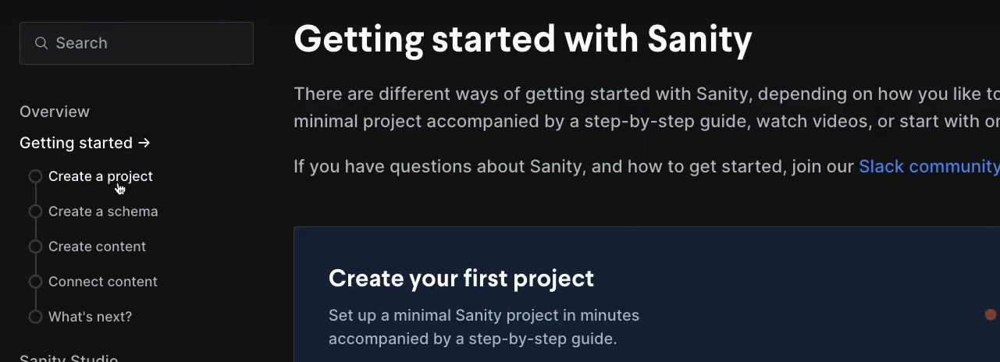 Search
Overview
Getting started →
Create a project
Create a schema
Create content
Connect content
What's next?
Sanity Studio
Getting started with Sanity
There are different ways of getting started with Sanity, depending on how you like to
minimal project accompanied by a step-by-step guide, watch videos, or start with
If you have questions about Sanity, and how to get started, join our Slack community
Create your first project
Set up a minimal Sanity project in minutes
accompanied by a step-by-step guide.